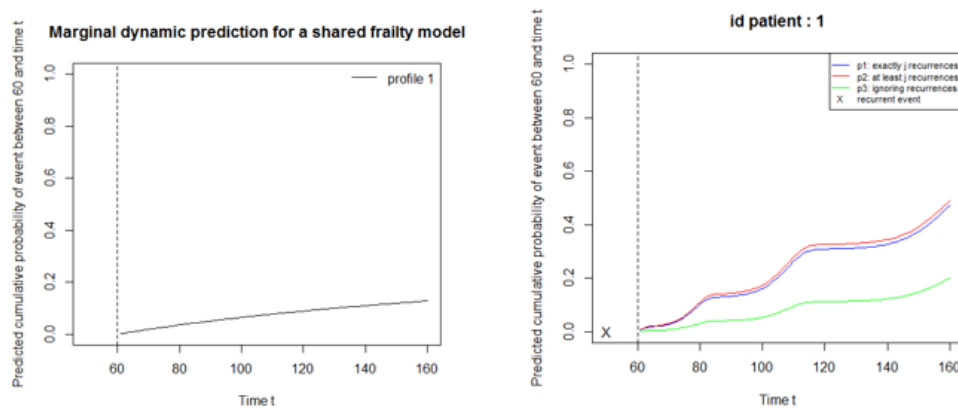 Marginal dynamic prediction for a shared frailty model
Predicted cumulative probability of event between 60 and time t
1.0
0.8
0.6
0.4
0.2
0.0
profile 1
60
80
100
120
140
160
Time t
id patient : 1
Predicted cumulative probability of event between 60 and time t
1.0
0.8
0.6
0.4
0.2
0.0
p1: exactly j recurrences
p2: at least j recurrences
p3: ignoring recurrences
X recurrent event
X
60
80
100
120
140
160
Time t